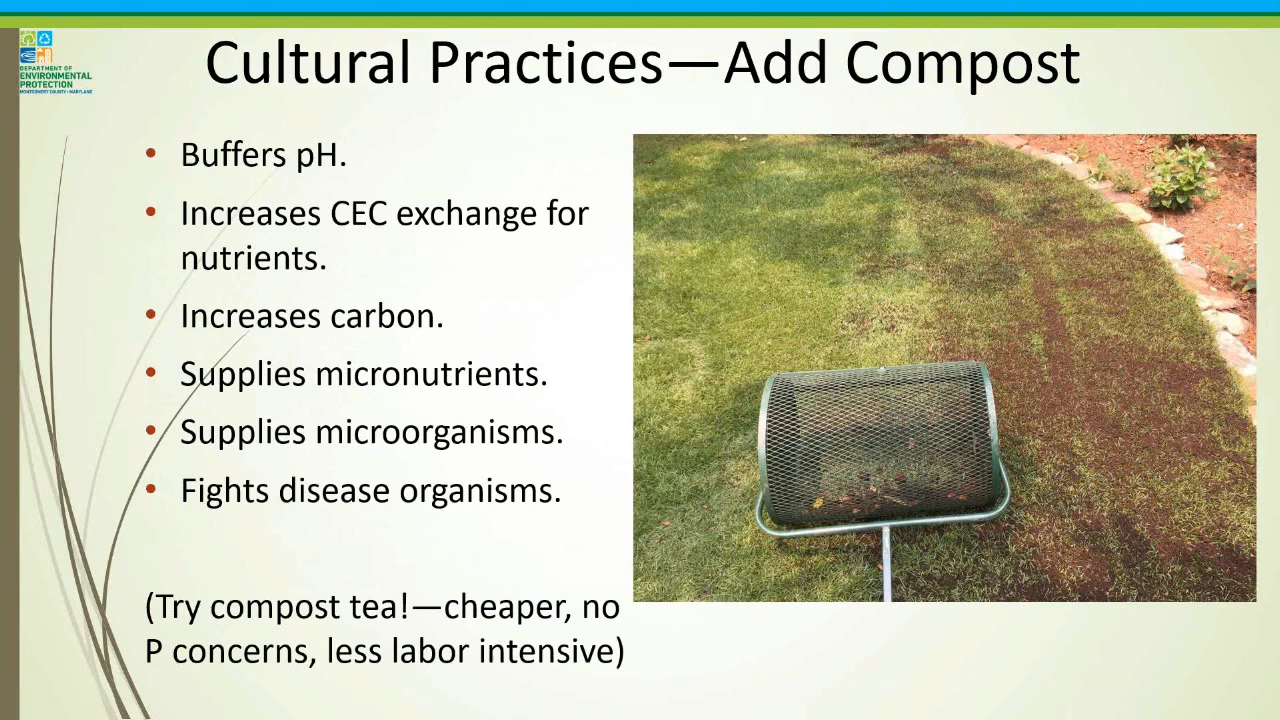 Cultural Practices—Add Compost
DEPARTMENT OF
ENVIRONMENTAL
PROTECTION
MONTGOMERY COUNTY • MARYLAND
• Buffers pH.
• Increases CEC exchange for
nutrients.
• Increases carbon.
• Supplies micronutrients.
• Supplies microorganisms.
• Fights disease organisms.
(Try compost tea!—cheaper, no
P concerns, less labor intensive)